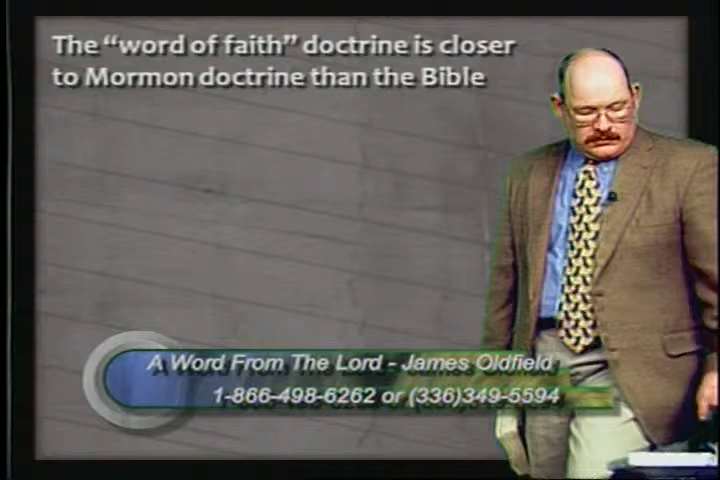 The “word of faith” doctrine is closer
to Mormon doctrine than the Bible
A Word From The Lord - James Oldfield
1-866-498-6262 or (336)349-5594